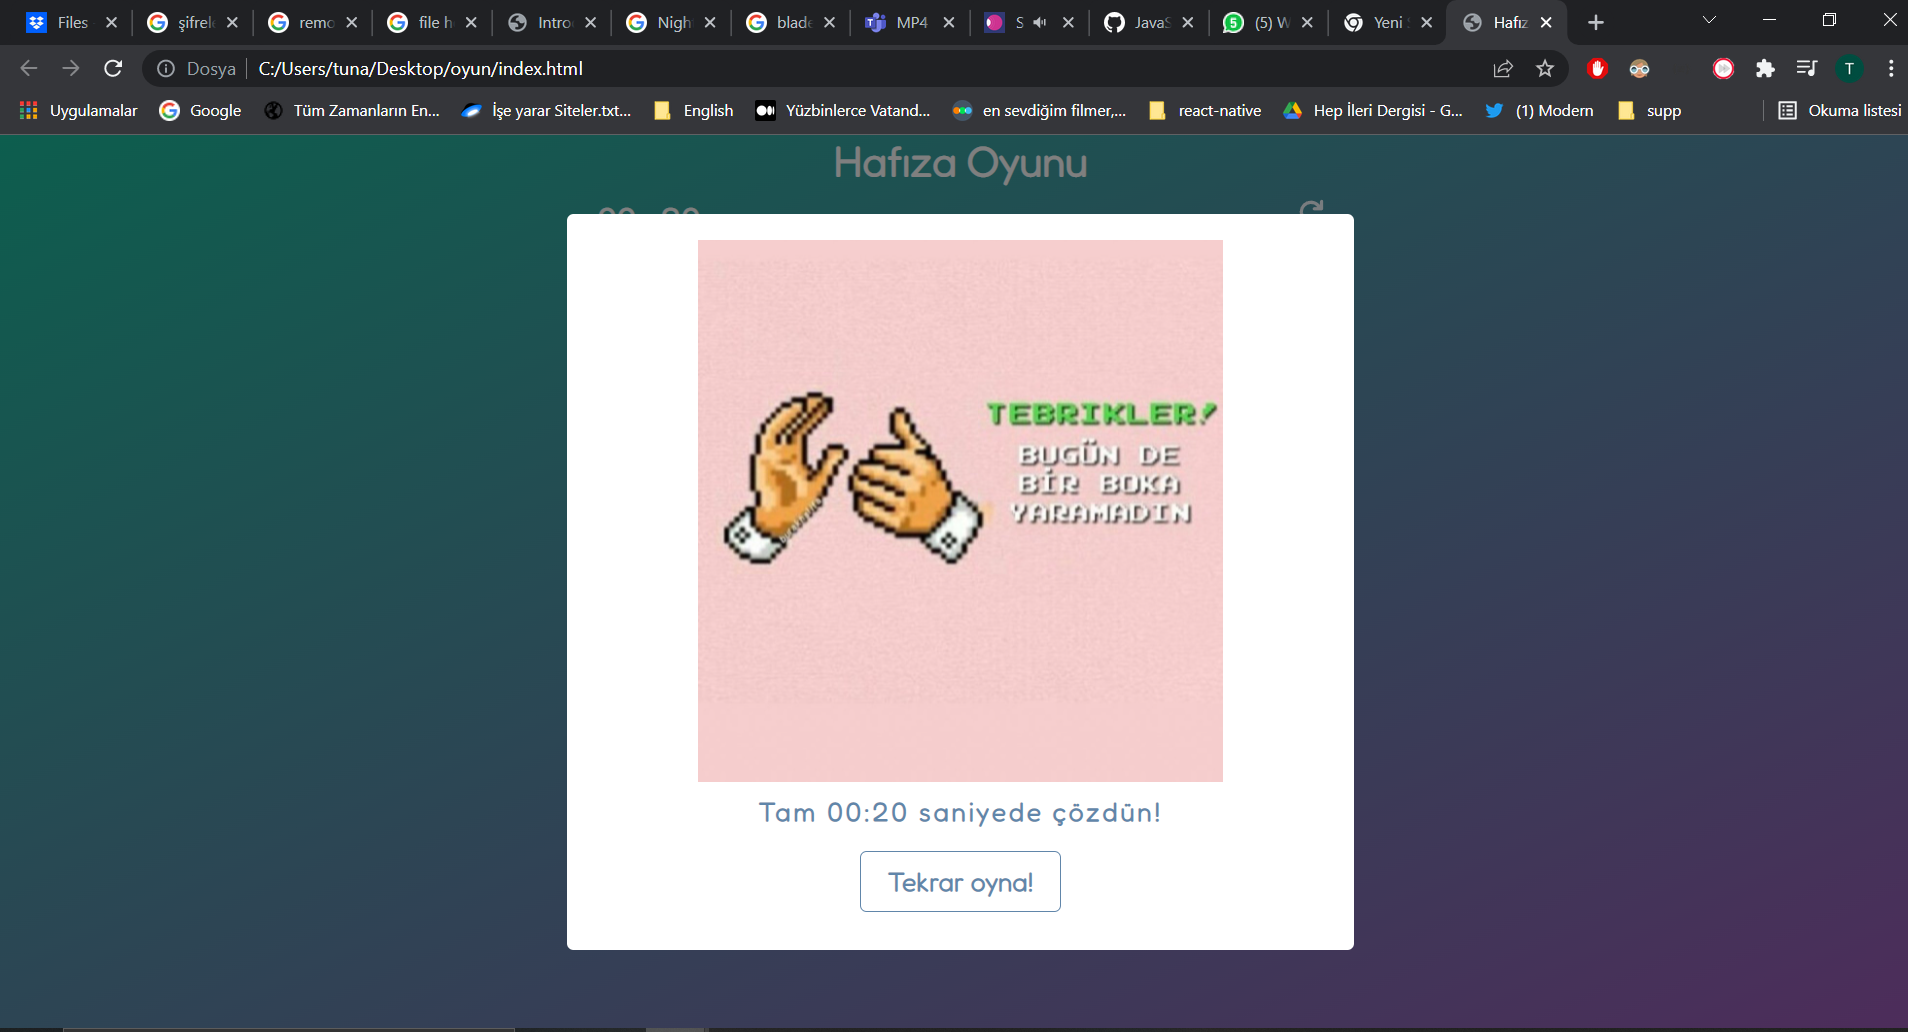 Files
şifrele
remo
file h
Intro
Nigh
blade
MP4
S
JavaS
(5) W
Yeni
Hafız
Dosya
C:/Users/tuna/Desktop/oyun/index.html
T
Uygulamalar
Google
Tüm Zamanların En...
İşe yarar Siteler.txt...
English
Yüzbinlerce Vatand...
en sevdiğim filmer,...
react-native
Hep İleri Dergisi - G...
(1) Modern
supp
Okuma listesi
Hafıza Oyunu
TEBRIKLER!
BUGÜN DE
BİR BOKA
YARAMADIN
Tam 00:20 saniyede çözdün!
Tekrar oyna!